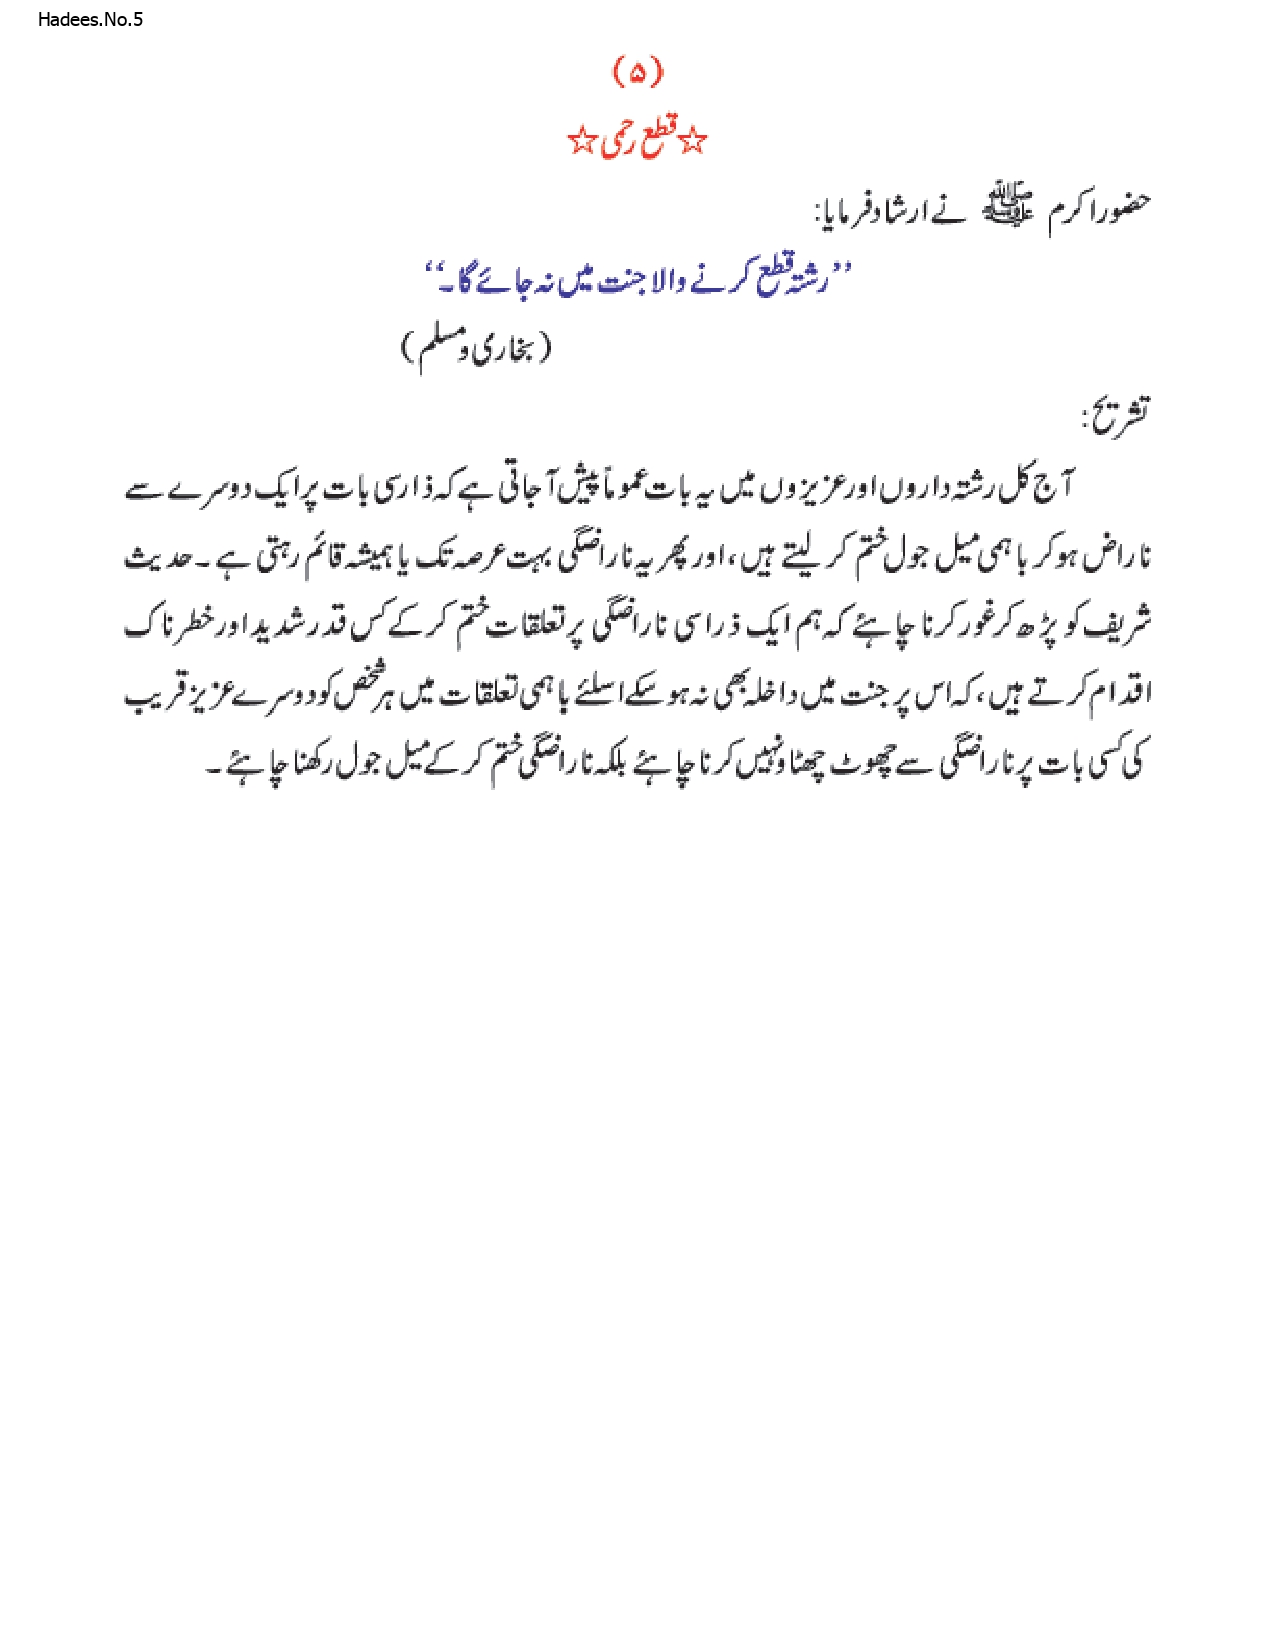 Hadees.No.5
(۵)
☆قطع رحمی☆
حضور اکرم ﷺ نے ارشاد فرمایا:
’’رشتہ قطع کرنے والا جنت میں نہ جائے گا۔‘‘
(بخاری و مسلم)
تشریح:
آج کل رشتہ داروں اور عزیزوں میں یہ بات عموماً پیش آجاتی ہے کہ ذراسی بات پر ایک دوسرے سے
ناراض ہوکر باہمی میل جول ختم کر لیتے ہیں، اور پھر یہ ناراضگی بہت عرصہ تک یا ہمیشہ قائم رہتی ہے ۔ حدیث
شریف کو پڑھ کر غور کرنا چاہئے کہ ہم ایک ذراسی ناراضگی پر تعلقات ختم کر کے کس قدر شدید اور خطرناک
اقدام کرتے ہیں، کہ اس پر جنت میں داخلہ بھی نہ ہو سکے اسلئے باہمی تعلقات میں ہر شخص کو دوسرے عزیز قریب
کی کسی بات پر ناراضگی سے چھوٹ چھٹاؤ نہیں کرنا چاہئے بلکہ ناراضگی ختم کر کے میل جول رکھنا چاہئے ۔